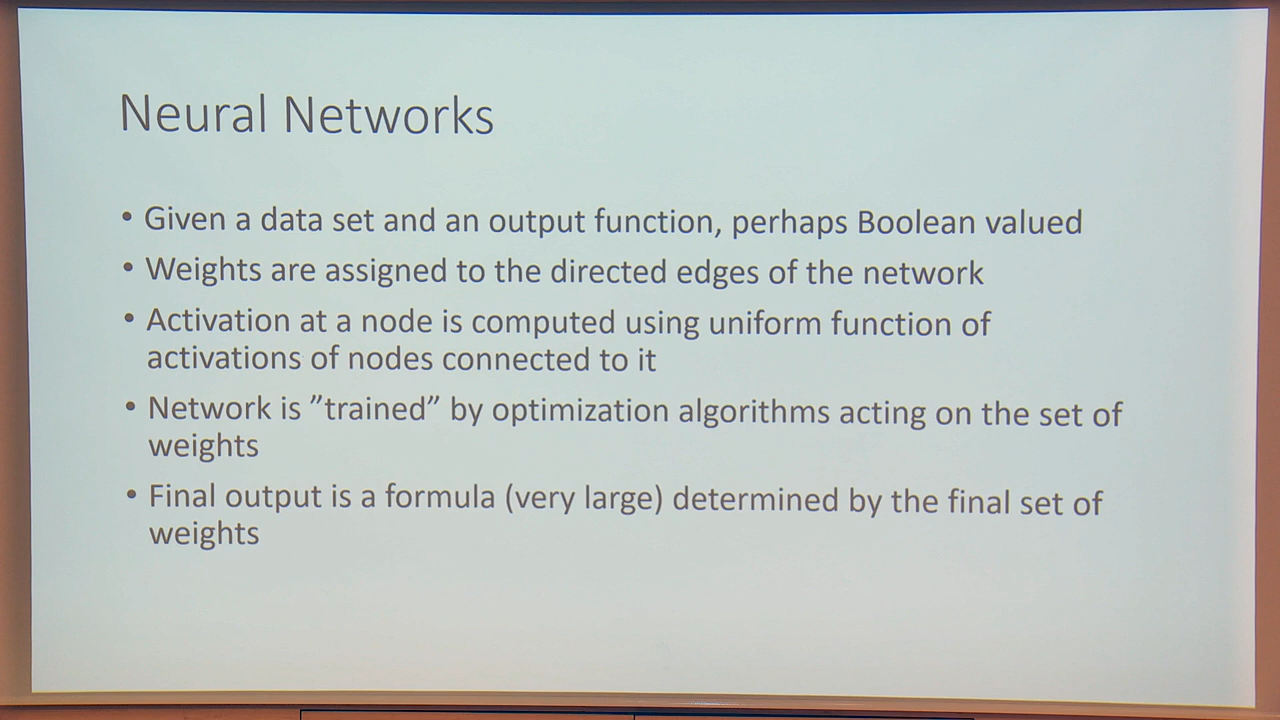 Neural Networks
• Given a data set and an output function, perhaps Boolean valued
• Weights are assigned to the directed edges of the network
• Activation at a node is computed using uniform function of
activations of nodes connected to it
• Network is ”trained” by optimization algorithms acting on the set of
weights
• Final output is a formula (very large) determined by the final set of
weights